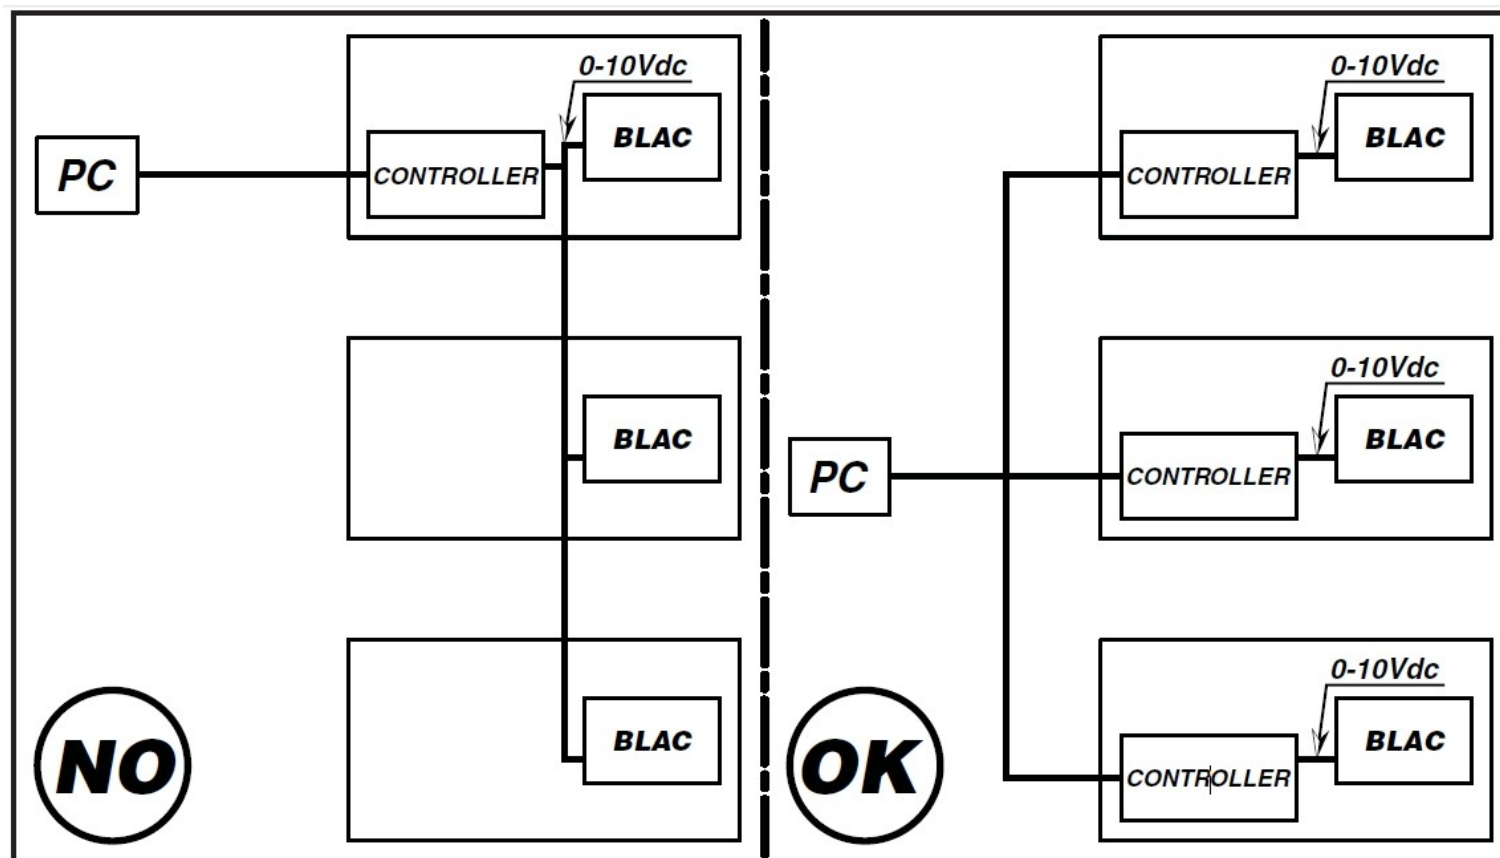 0-10Vdc
BLAC
PC
CONTROLLER
BLAC
BLAC
NO
0-10Vdc
BLAC
CONTROLLER
0-10Vdc
BLAC
PC
CONTROLLER
0-10Vdc
BLAC
CONTROLLER
OK